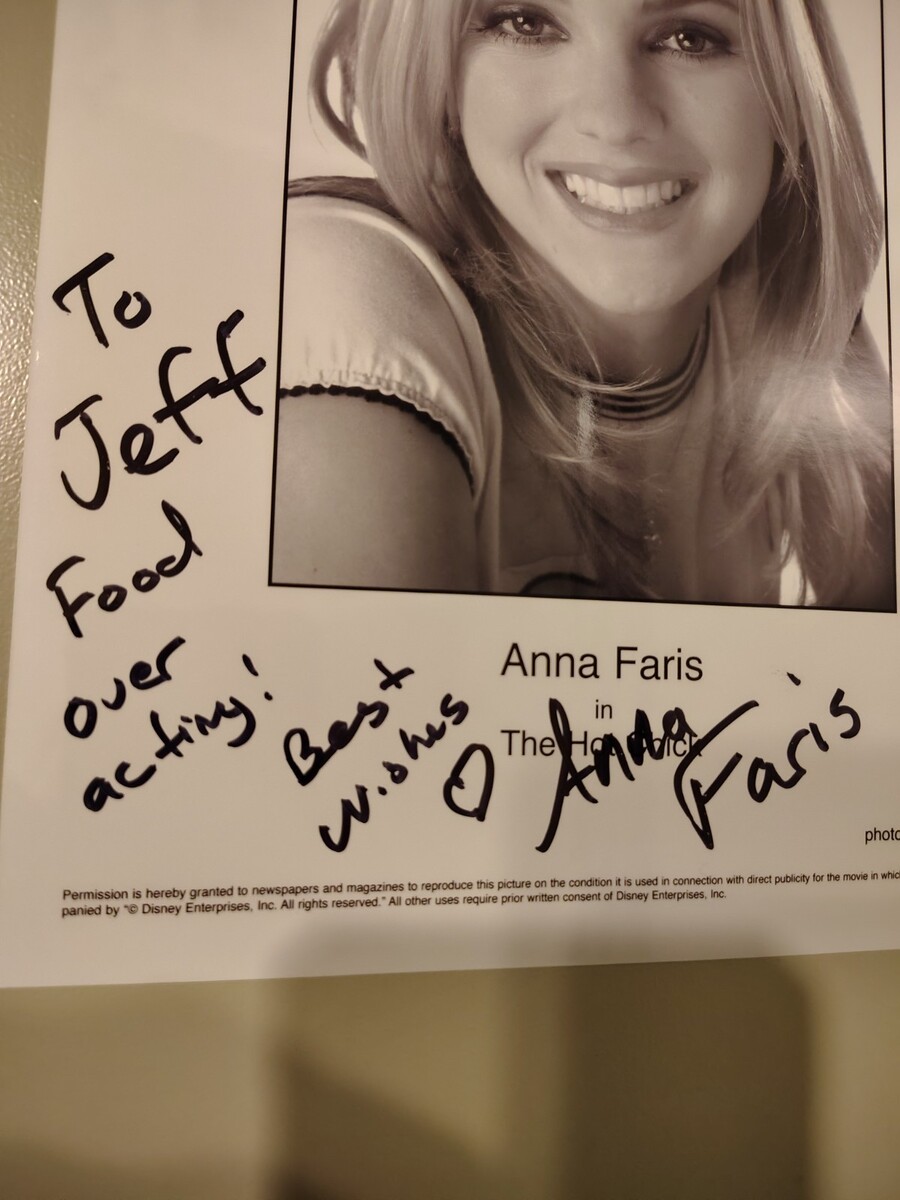 To
Jeff
Food
over
acting!
Best
wishes
Anna Faris
Anna Faris
in
The Hot Chick
photo
Permission is hereby granted to newspapers and magazines to reproduce this picture on the condition it is used in connection with direct publicity for the movie in whic
panied by "© Disney Enterprises, Inc. All rights reserved." All other uses require prior written consent of Disney Enterprises, Inc.